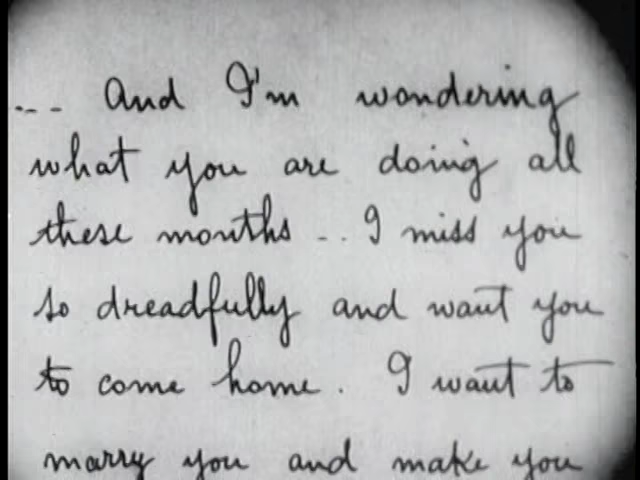 ... And I'm wondering
what you are doing all
these months .. I miss you
so dreadfully and want you
to come home. I want to
marry you and make you